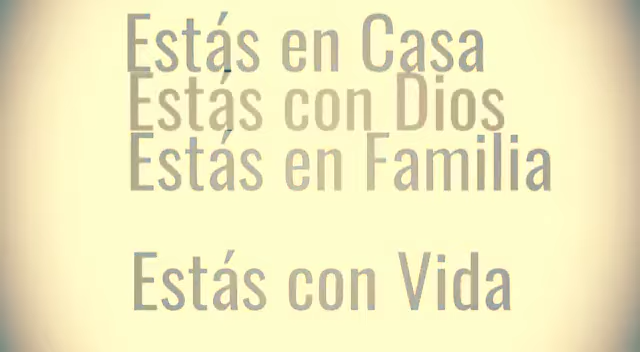 Estás en Casa
Estás con Dios
Estás en Familia
Estás con Vida